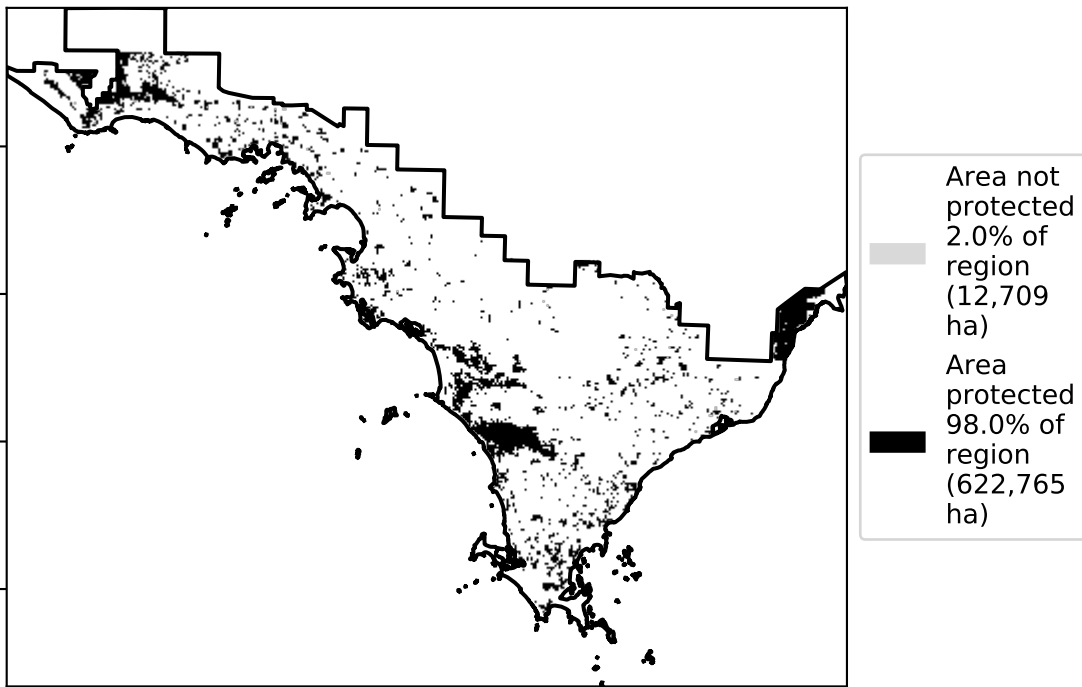 Area not
protected
2.0% of
region
(12,709
ha)
Area
protected
98.0% of
region
(622,765
ha)